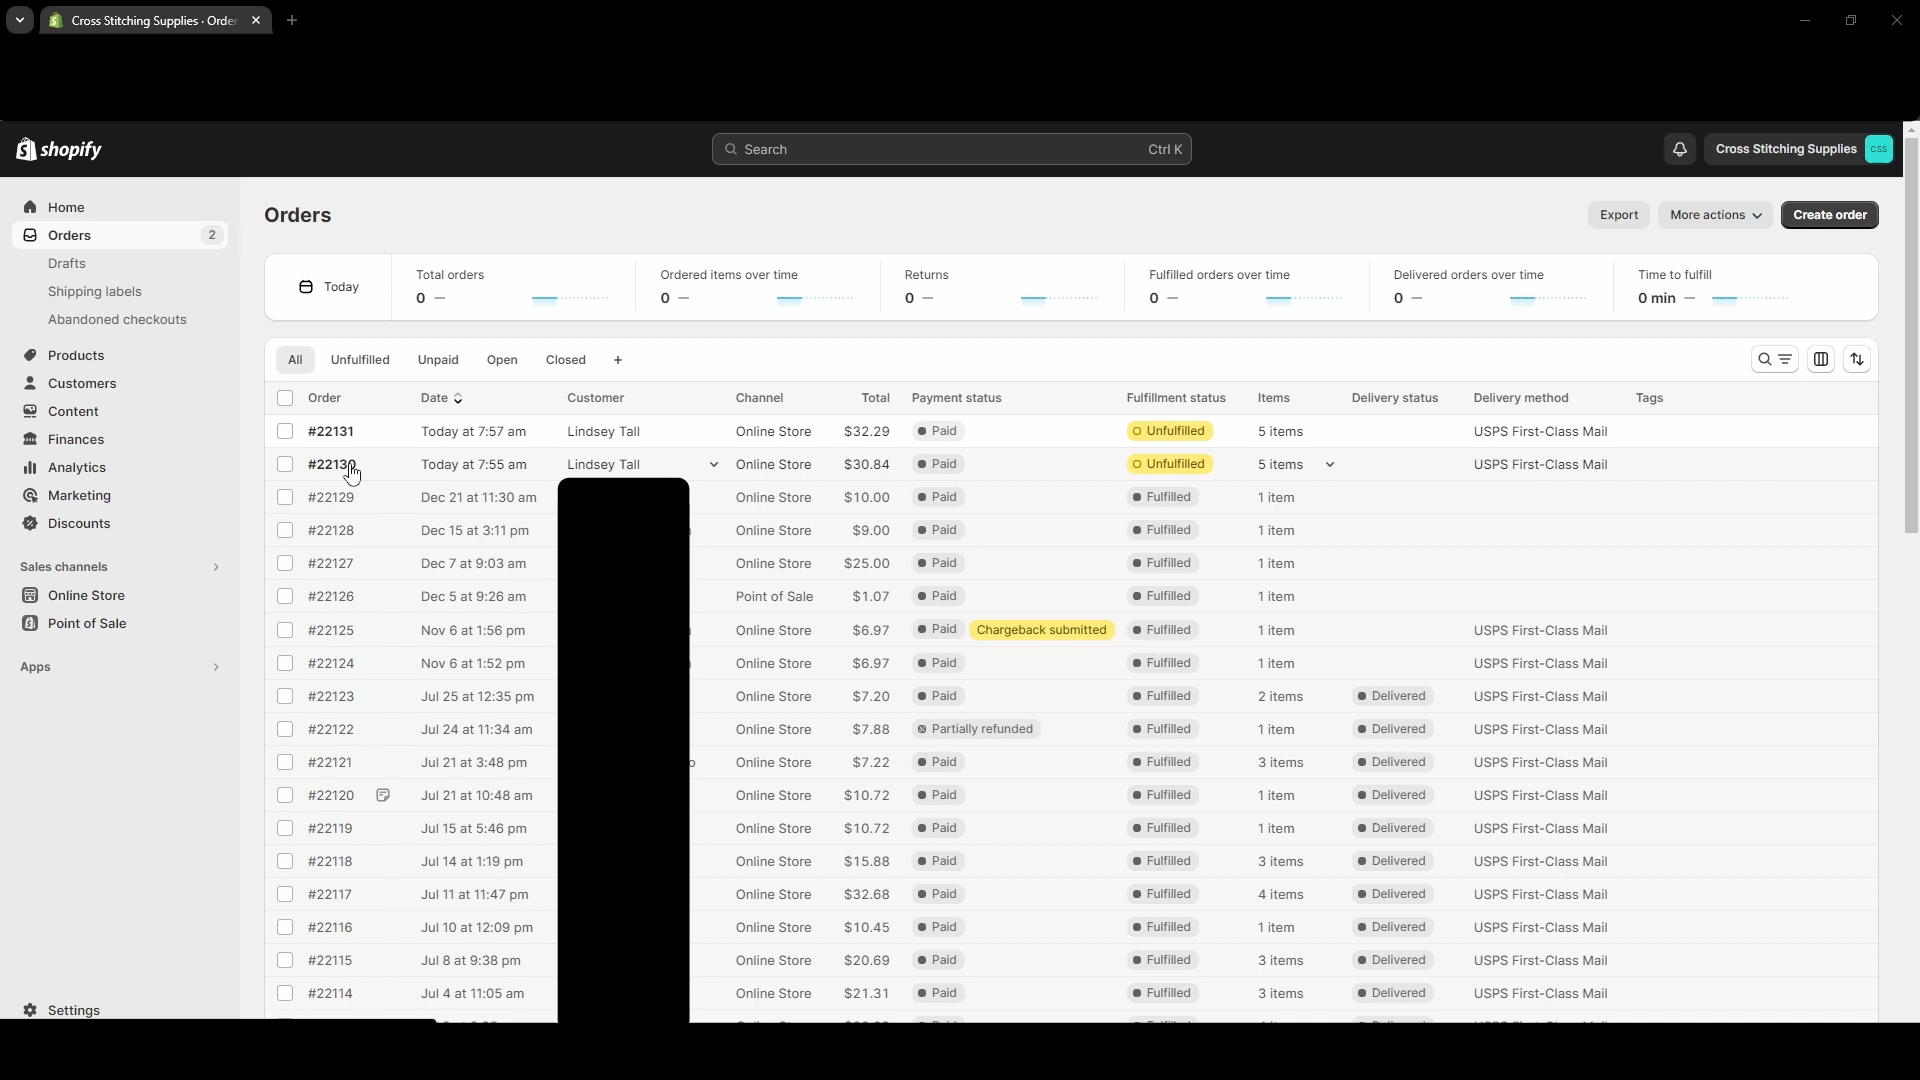 Cross Stitching Supplies · Order
shopify
Search Ctrl K
Cross Stitching Supplies CSS
Home
Orders 2
Drafts
Shipping labels
Abandoned checkouts
Products
Customers
Content
Finances
Analytics
Marketing
Discounts
Sales channels
Online Store
Point of Sale
Apps
Settings
Orders
Export More actions Create order
Today
Total orders
0 —
Ordered items over time
0 —
Returns
0 —
Fulfilled orders over time
0 —
Delivered orders over time
0 —
Time to fulfill
0 min —
All Unfulfilled Unpaid Open Closed +
Order Date Customer Channel Total Payment status Fulfillment status Items Delivery status Delivery method Tags
#22131 Today at 7:57 am Lindsey Tall Online Store $32.29 Paid Unfulfilled 5 items USPS First-Class Mail
#22130 Today at 7:55 am Lindsey Tall Online Store $30.84 Paid Unfulfilled 5 items USPS First-Class Mail
#22129 Dec 21 at 11:30 am Online Store $10.00 Paid Fulfilled 1 item
#22128 Dec 15 at 3:11 pm Online Store $9.00 Paid Fulfilled 1 item
#22127 Dec 7 at 9:03 am Online Store $25.00 Paid Fulfilled 1 item
#22126 Dec 5 at 9:26 am Point of Sale $1.07 Paid Fulfilled 1 item
#22125 Nov 6 at 1:56 pm Online Store $6.97 Paid Chargeback submitted Fulfilled 1 item USPS First-Class Mail
#22124 Nov 6 at 1:52 pm Online Store $6.97 Paid Fulfilled 1 item USPS First-Class Mail
#22123 Jul 25 at 12:35 pm Online Store $7.20 Paid Fulfilled 2 items Delivered USPS First-Class Mail
#22122 Jul 24 at 11:34 am Online Store $7.88 Partially refunded Fulfilled 1 item Delivered USPS First-Class Mail
#22121 Jul 21 at 3:48 pm Online Store $7.22 Paid Fulfilled 3 items Delivered USPS First-Class Mail
#22120 Jul 21 at 10:48 am Online Store $10.72 Paid Fulfilled 1 item Delivered USPS First-Class Mail
#22119 Jul 15 at 5:46 pm Online Store $10.72 Paid Fulfilled 1 item Delivered USPS First-Class Mail
#22118 Jul 14 at 1:19 pm Online Store $15.88 Paid Fulfilled 3 items Delivered USPS First-Class Mail
#22117 Jul 11 at 11:47 pm Online Store $32.68 Paid Fulfilled 4 items Delivered USPS First-Class Mail
#22116 Jul 10 at 12:09 pm Online Store $10.45 Paid Fulfilled 1 item Delivered USPS First-Class Mail
#22115 Jul 8 at 9:38 pm Online Store $20.69 Paid Fulfilled 3 items Delivered USPS First-Class Mail
#22114 Jul 4 at 11:05 am Online Store $21.31 Paid Fulfilled 3 items Delivered USPS First-Class Mail